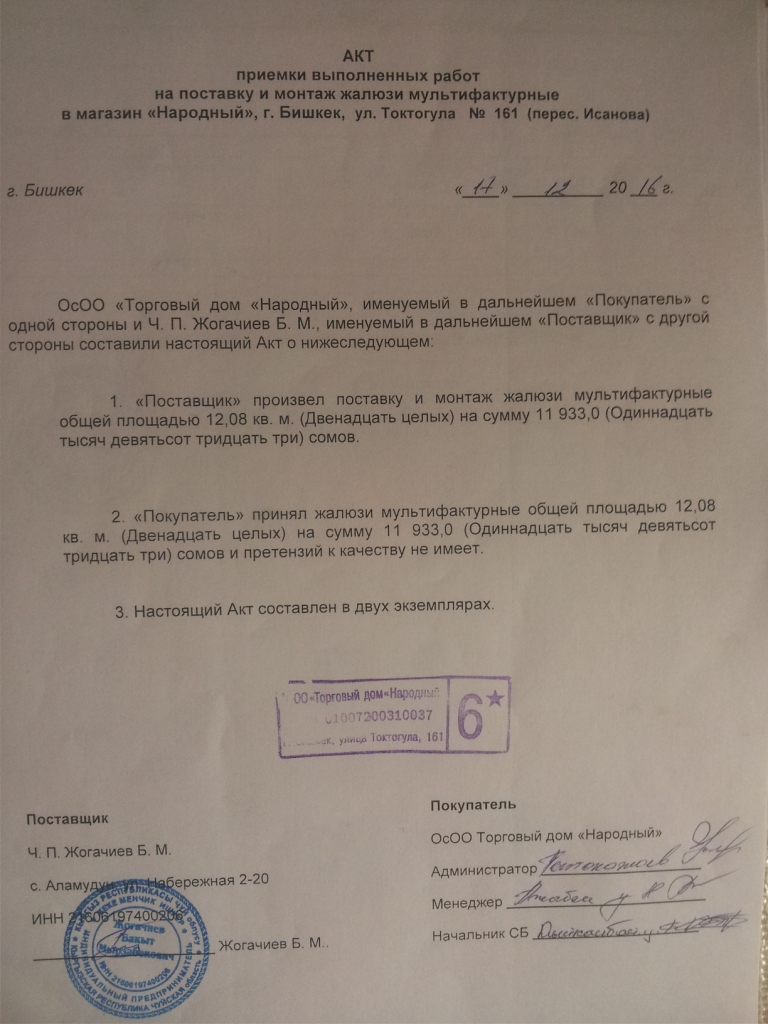 АКТ
приемки выполненных работ
на поставку и монтаж жалюзи мультифактурные
в магазин «Народный», г. Бишкек, ул. Токтогула № 161 (перес. Исанова)
г. Бишкек
«17» 12 2016 г.
ОсОО «Торговый дом «Народный», именуемый в дальнейшем «Покупатель» с
одной стороны и Ч. П. Жогачиев Б. М., именуемый в дальнейшем «Поставщик» с другой
стороны составили настоящий Акт о нижеследующем:
1. «Поставщик» произвел поставку и монтаж жалюзи мультифактурные
общей площадью 12,08 кв. м. (Двенадцать целых) на сумму 11 933,0 (Одиннадцать
тысяч девятьсот тридцать три) сомов.
2. «Покупатель» принял жалюзи мультифактурные общей площадью 12,08
кв. м. (Двенадцать целых) на сумму 11 933,0 (Одиннадцать тысяч девятьсот
тридцать три) сомов и претензий к качеству не имеет.
3. Настоящий Акт составлен в двух экземплярах.
ОО «Торговый дом «Народный
01007200310037
улица Токтогула, 161
6
Поставщик
Ч. П. Жогачиев Б. М.
с. Аламудун, ул. Набережная 2-20
ИНН 21606197400206
Жогачиев Б. М..
Жогачиев
Бакыт
ИНН 21606197400206
ИНДИВИДУАЛЬНЫЙ ПРЕДПРИНИМАТЕЛЬ
КЫРГЫЗСКАЯ РЕСПУБЛИКА ЧУЙСКАЯ область
Покупатель
ОсОО Торговый дом «Народный»
Администратор
Менеджер
Начальник СБ